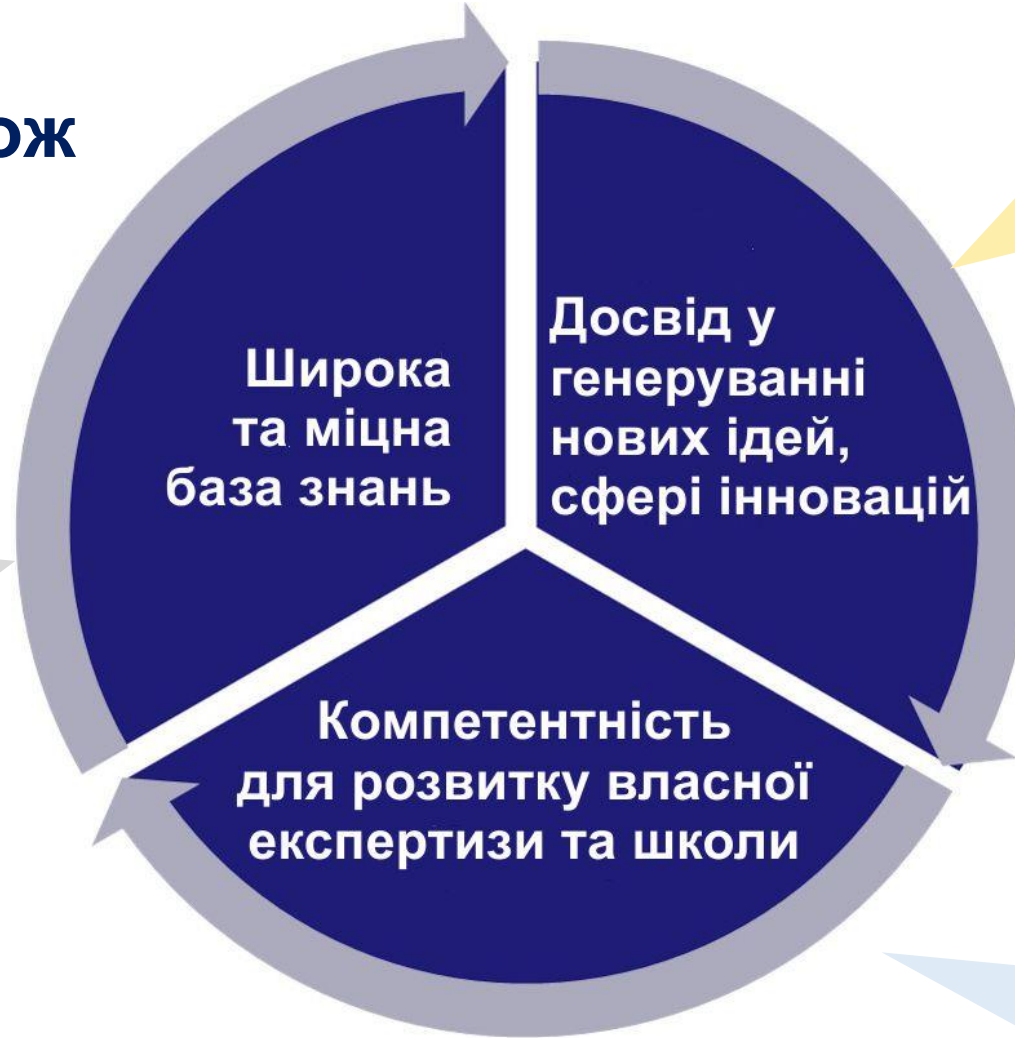 Широка
та міцна
база знань
Досвід у
генеруванні
нових ідей,
сфері інновацій
Компетентність
для розвитку власної
експертизи та школи